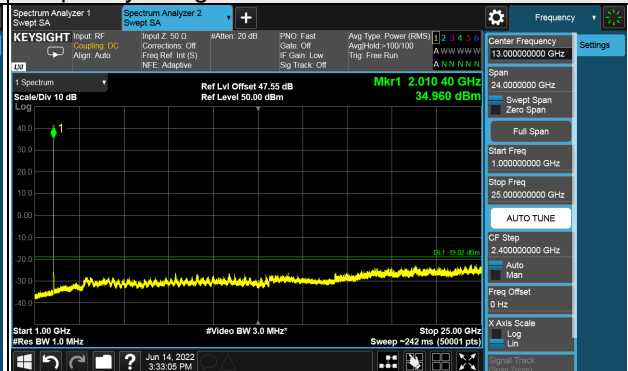 Spectrum Analyzer 1
Swept SA
Spectrum Analyzer 2
Swept SA
Frequency
KEYSIGHT
LXI
Input: RF
Coupling: DC
Align: Auto
Input Z: 50 Ω
Corrections: Off
Freq Ref: Int (S)
NFE: Adaptive
#Atten: 20 dB
PNO: Fast
Gate: Off
IF Gain: Low
Sig Track: Off
Avg Type: Power (RMS)
Avg|Hold:>100/100
Trig: Free Run
1 2 3 4 5 6
A W W W W W
A N N N N N
1 Spectrum
Scale/Div 10 dB
Log
Ref Lvl Offset 47.55 dB
Ref Level 50.00 dBm
Mkr1 2.010 40 GHz
34.960 dBm
40.0
30.0
20.0
10.0
0.00
-10.0
-20.0
-30.0
-40.0
1
DL1 -19.02 dBm
Start 1.00 GHz
#Res BW 1.0 MHz
#Video BW 3.0 MHz*
Stop 25.00 GHz
Sweep ~242 ms (50001 pts)
Jun 14, 2022
3:33:05 PM
Center Frequency
13.000000000 GHz
Settings
Span
24.0000000 GHz
Swept Span
Zero Span
Full Span
Start Freq
1.000000000 GHz
Stop Freq
25.000000000 GHz
AUTO TUNE
CF Step
2.400000000 GHz
Auto
Man
Freq Offset
0 Hz
X Axis Scale
Log
Lin
Signal Track
(Span Zoom)